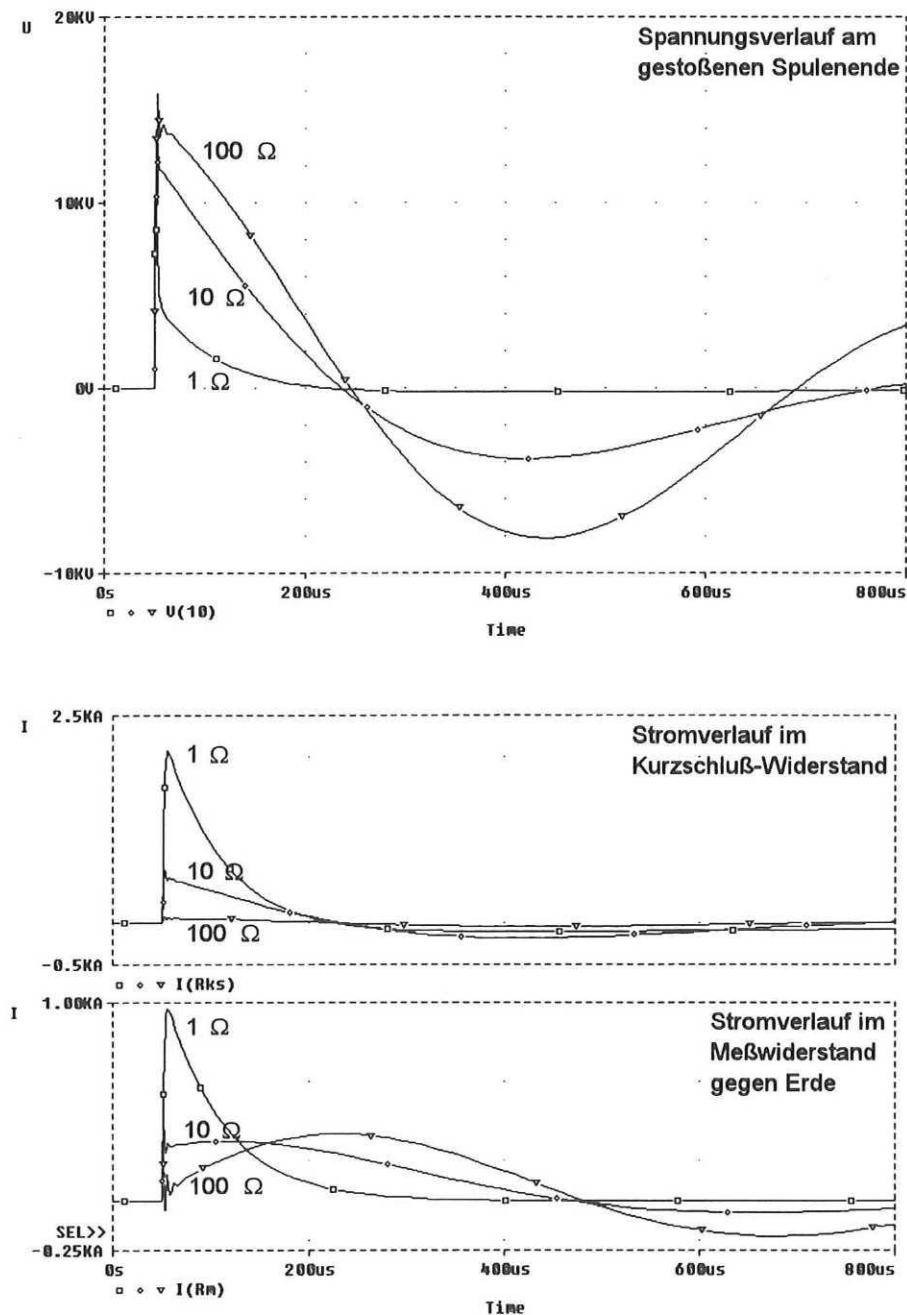 U
20KV
Spannungsverlauf am
gestoßenen Spulenende
100 Ω
10KV
10 Ω
1 Ω
0V
-10KV
0s 200us 400us 600us 800us
V(10)
Time
I
2.5KA
Stromverlauf im
Kurzschluß-Widerstand
1 Ω
10 Ω
100 Ω
-0.5KA
I(Rks)
I
1.00KA
Stromverlauf im
Meßwiderstand
gegen Erde
1 Ω
10 Ω
100 Ω
SEL>>
-0.25KA
0s 200us 400us 600us 800us
I(Rm)
Time